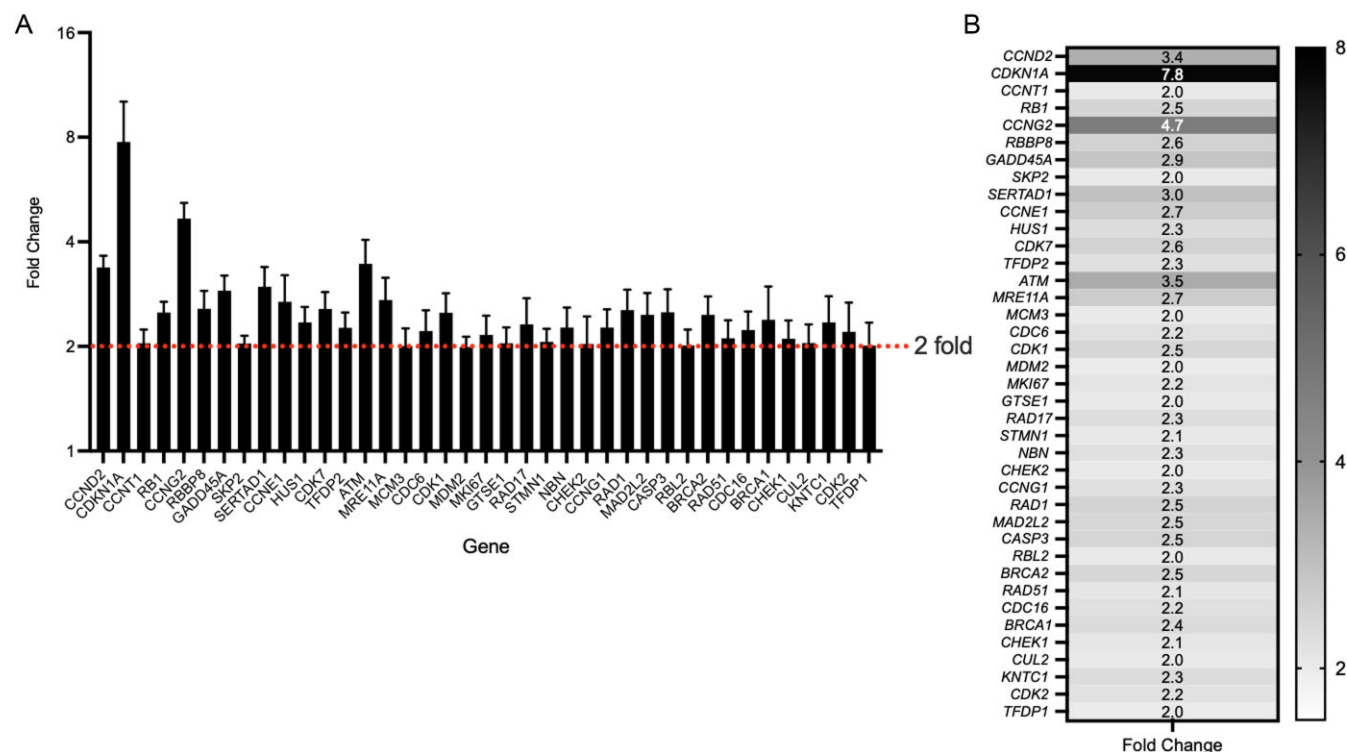 A
16
8
4
2
1
Fold Change
2 fold
CCND2
CDKN1A
CCNT1
RB1
CCNG2
RBBP8
GADD45A
SKP2
SERTAD1
CCNE1
HUS1
CDK7
TFDP2
ATM
MRE11A
MCM3
CDC6
CDK1
MDM2
MKI67
GTSE1
RAD17
STMN1
NBN
CHEK2
CCNG1
RAD1
MAD2L2
CASP3
RBL2
BRCA2
RAD51
CDC16
BRCA1
CHEK1
CUL2
KNTC1
CDK2
TFDP1
Gene
B
CCND2 3.4
CDKN1A 7.8
CCNT1 2.0
RB1 2.5
CCNG2 4.7
RBBP8 2.6
GADD45A 2.9
SKP2 2.0
SERTAD1 3.0
CCNE1 2.7
HUS1 2.3
CDK7 2.6
TFDP2 2.3
ATM 3.5
MRE11A 2.7
MCM3 2.0
CDC6 2.2
CDK1 2.5
MDM2 2.0
MKI67 2.2
GTSE1 2.0
RAD17 2.3
STMN1 2.1
NBN 2.3
CHEK2 2.0
CCNG1 2.3
RAD1 2.5
MAD2L2 2.5
CASP3 2.5
RBL2 2.0
BRCA2 2.5
RAD51 2.1
CDC16 2.2
BRCA1 2.4
CHEK1 2.1
CUL2 2.0
KNTC1 2.3
CDK2 2.2
TFDP1 2.0
Fold Change
8
6
4
2